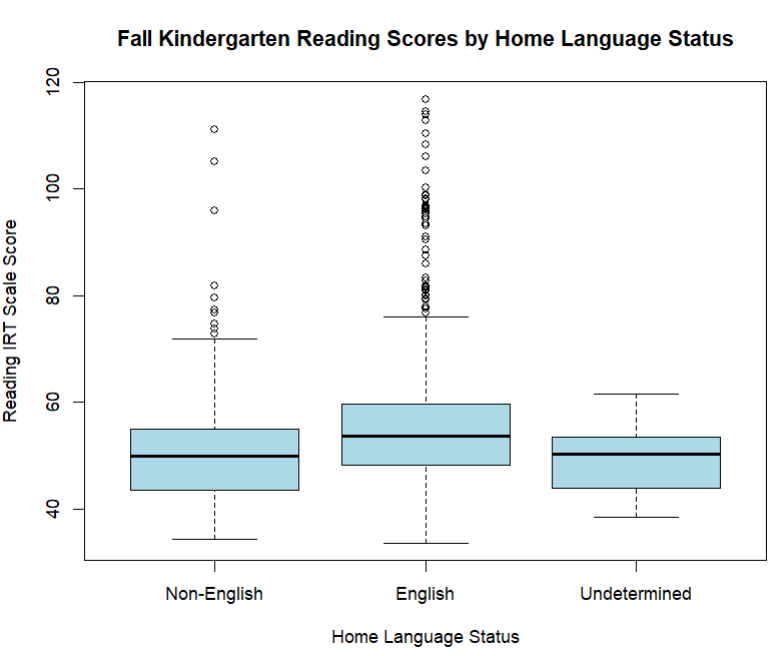 Fall Kindergarten Reading Scores by Home Language Status
Reading IRT Scale Score
120
100
80
60
40
Non-English English Undetermined
Home Language Status